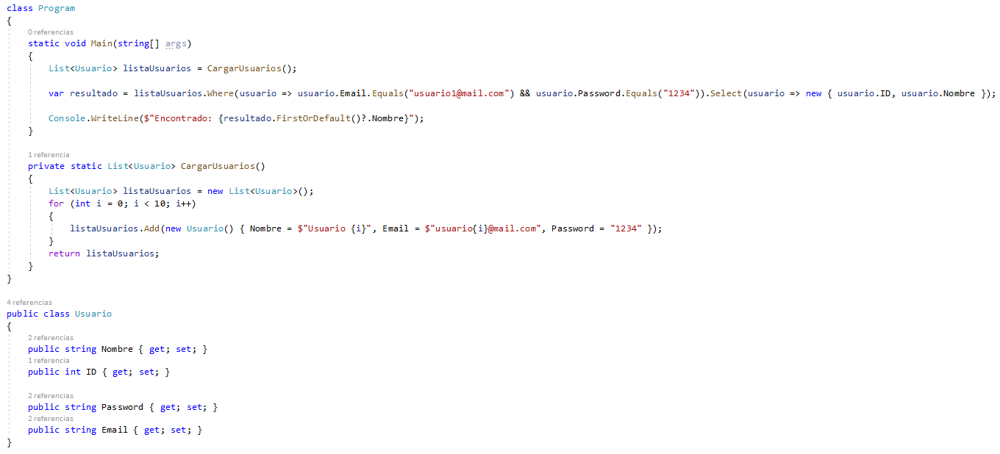 class Program
{
0 referencias
static void Main(string[] args)
{
List<Usuario> listaUsuarios = CargarUsuarios();
var resultado = listaUsuarios.Where(usuario => usuario.Email.Equals("usuario1@mail.com") && usuario.Password.Equals("1234")).Select(usuario => new { usuario.ID, usuario.Nombre });
Console.WriteLine($"Encontrado: {resultado.FirstOrDefault()?.Nombre}");
}
1 referencia
private static List<Usuario> CargarUsuarios()
{
List<Usuario> listaUsuarios = new List<Usuario>();
for (int i = 0; i < 10; i++)
{
listaUsuarios.Add(new Usuario() { Nombre = $"Usuario {i}", Email = $"usuario{i}@mail.com", Password = "1234" });
}
return listaUsuarios;
}
}
4 referencias
public class Usuario
{
2 referencias
public string Nombre { get; set; }
1 referencia
public int ID { get; set; }
2 referencias
public string Password { get; set; }
2 referencias
public string Email { get; set; }
}